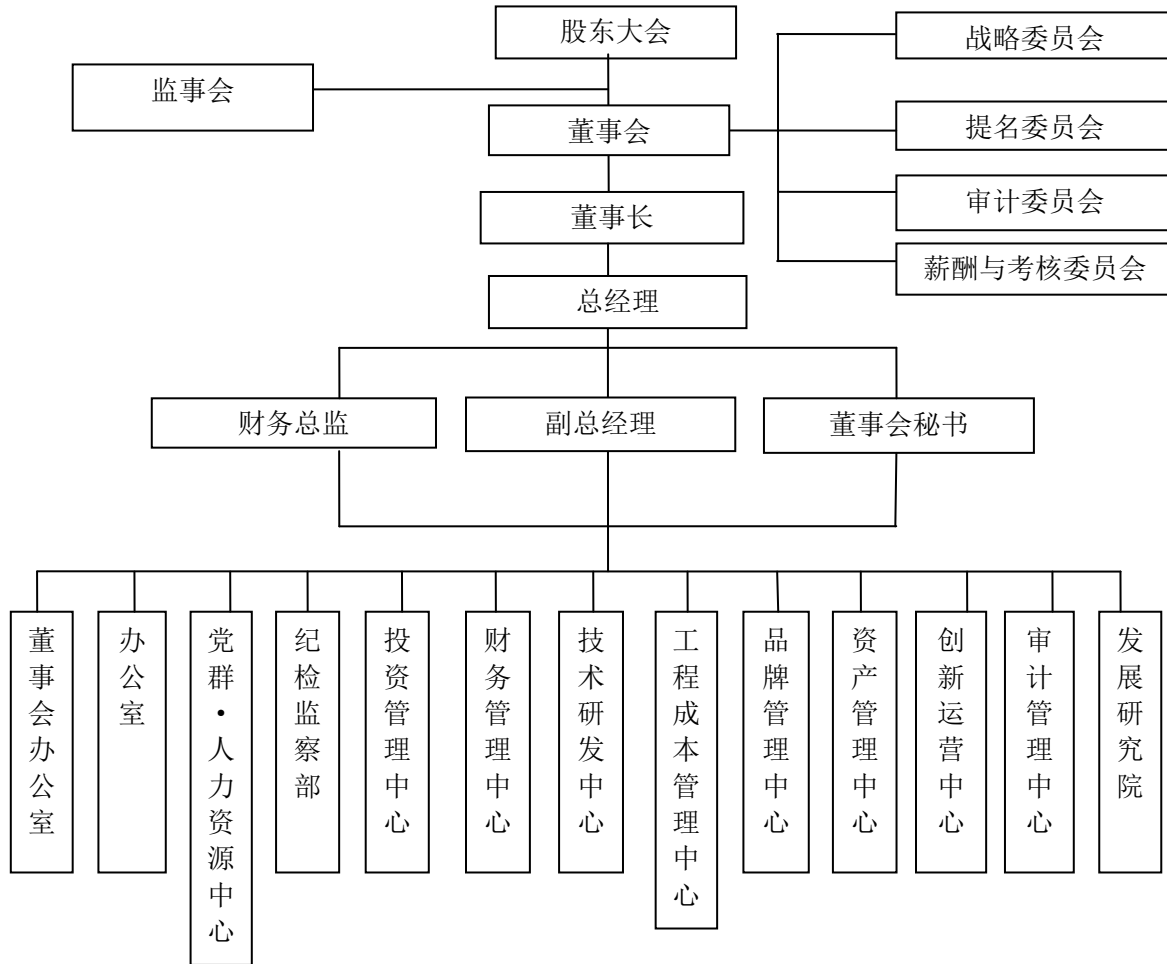 股东大会
战略委员会
监事会
董事会
提名委员会
董事长
审计委员会
总经理
薪酬与考核委员会
财务总监
副总经理
董事会秘书
董事会办公室
办公室
党群·人力资源中心
纪检监察部
投资管理中心
财务管理中心
技术研发中心
工程成本管理中心
品牌管理中心
资产管理中心
创新运营中心
审计管理中心
发展研究院